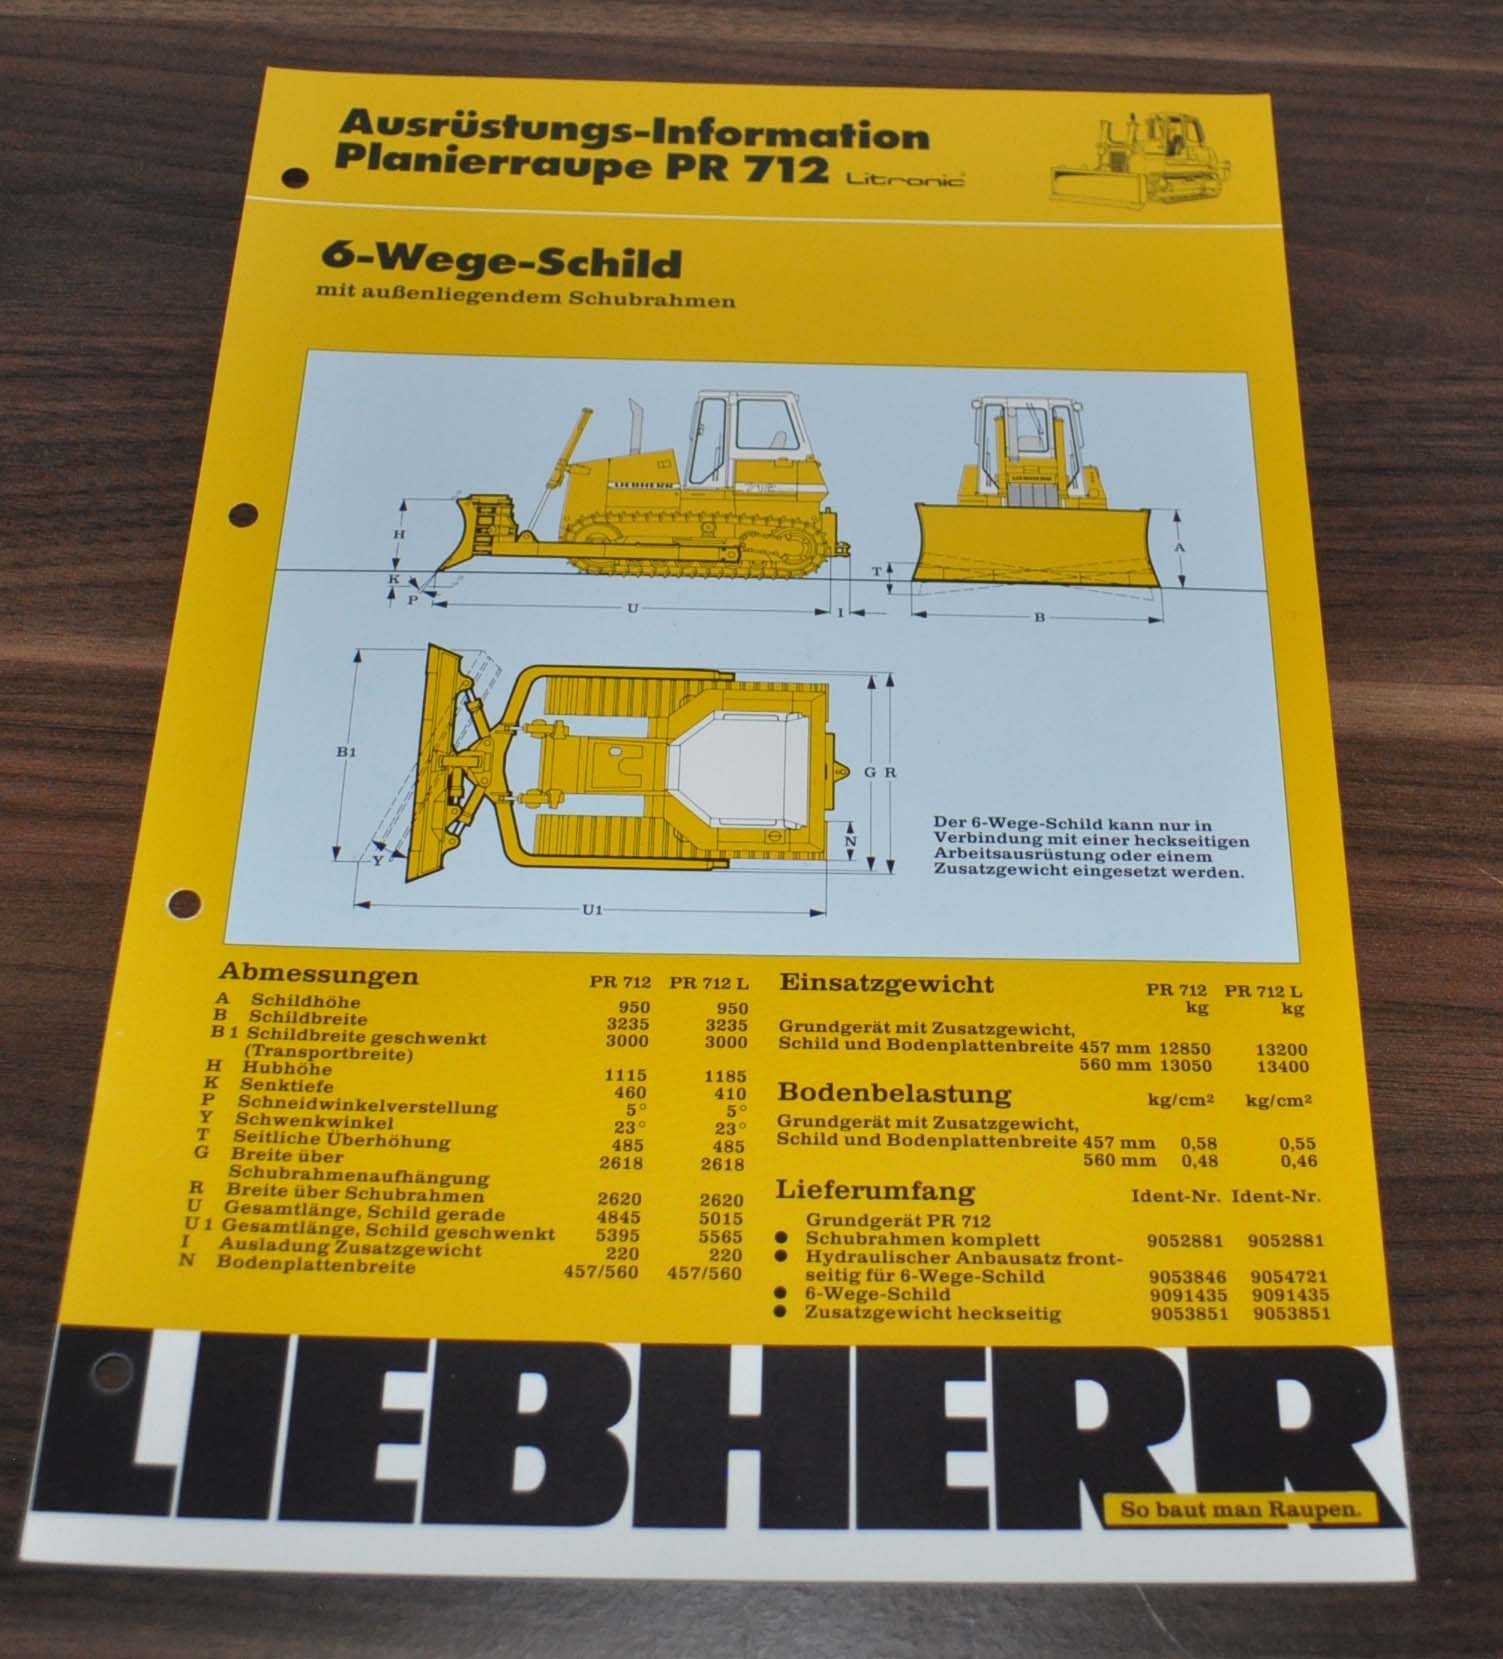 Ausrüstungs-Information
Planierraupe PR 712 Litronic
6-Wege-Schild
mit außenliegendem Schubrahmen
LIEBHERR
712
LIEBHERR
H
K
P
U
I
T
A
B
B1
Y
G R
N
U1
Der 6-Wege-Schild kann nur in
Verbindung mit einer heckseitigen
Arbeitsausrüstung oder einem
Zusatzgewicht eingesetzt werden.
Abmessungen PR 712 PR 712 L
A Schildhöhe 950 950
B Schildbreite 3235 3235
B1 Schildbreite geschwenkt 3000 3000
(Transportbreite)
H Hubhöhe 1115 1185
K Senktiefe 460 410
P Schneidwinkelverstellung 5° 5°
Y Schwenkwinkel 23° 23°
T Seitliche Überhöhung 485 485
G Breite über 2618 2618
Schubrahmenaufhängung
R Breite über Schubrahmen 2620 2620
U Gesamtlänge, Schild gerade 4845 5015
U1 Gesamtlänge, Schild geschwenkt 5395 5565
I Ausladung Zusatzgewicht 220 220
N Bodenplattenbreite 457/560 457/560
Einsatzgewicht PR 712 PR 712 L
kg kg
Grundgerät mit Zusatzgewicht,
Schild und Bodenplattenbreite 457 mm 12850 13200
560 mm 13050 13400
Bodenbelastung kg/cm² kg/cm²
Grundgerät mit Zusatzgewicht,
Schild und Bodenplattenbreite 457 mm 0,58 0,55
560 mm 0,48 0,46
Lieferumfang Ident-Nr. Ident-Nr.
Grundgerät PR 712
● Schubrahmen komplett 9052881 9052881
● Hydraulischer Anbausatz front-
seitig für 6-Wege-Schild 9053846 9054721
● 6-Wege-Schild 9091435 9091435
● Zusatzgewicht heckseitig 9053851 9053851
LIEBHERR
So baut man Raupen.